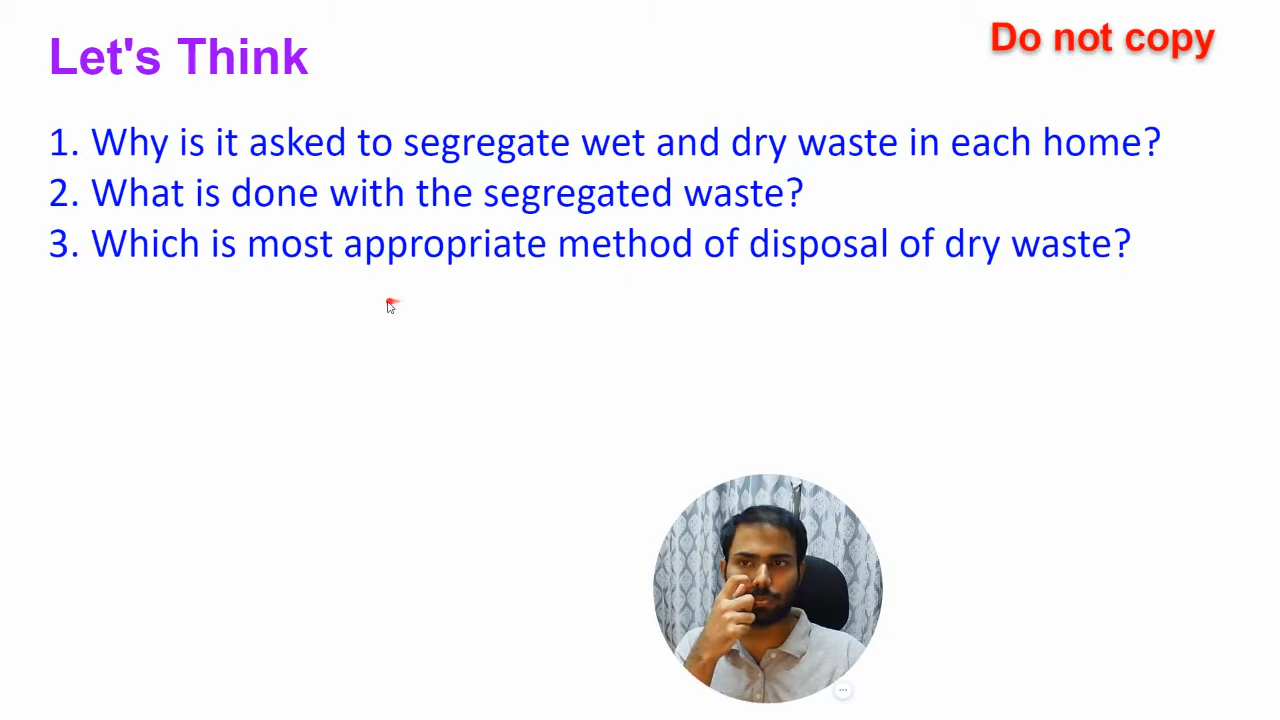 Let's Think
Do not copy
1. Why is it asked to segregate wet and dry waste in each home?
2. What is done with the segregated waste?
3. Which is most appropriate method of disposal of dry waste?